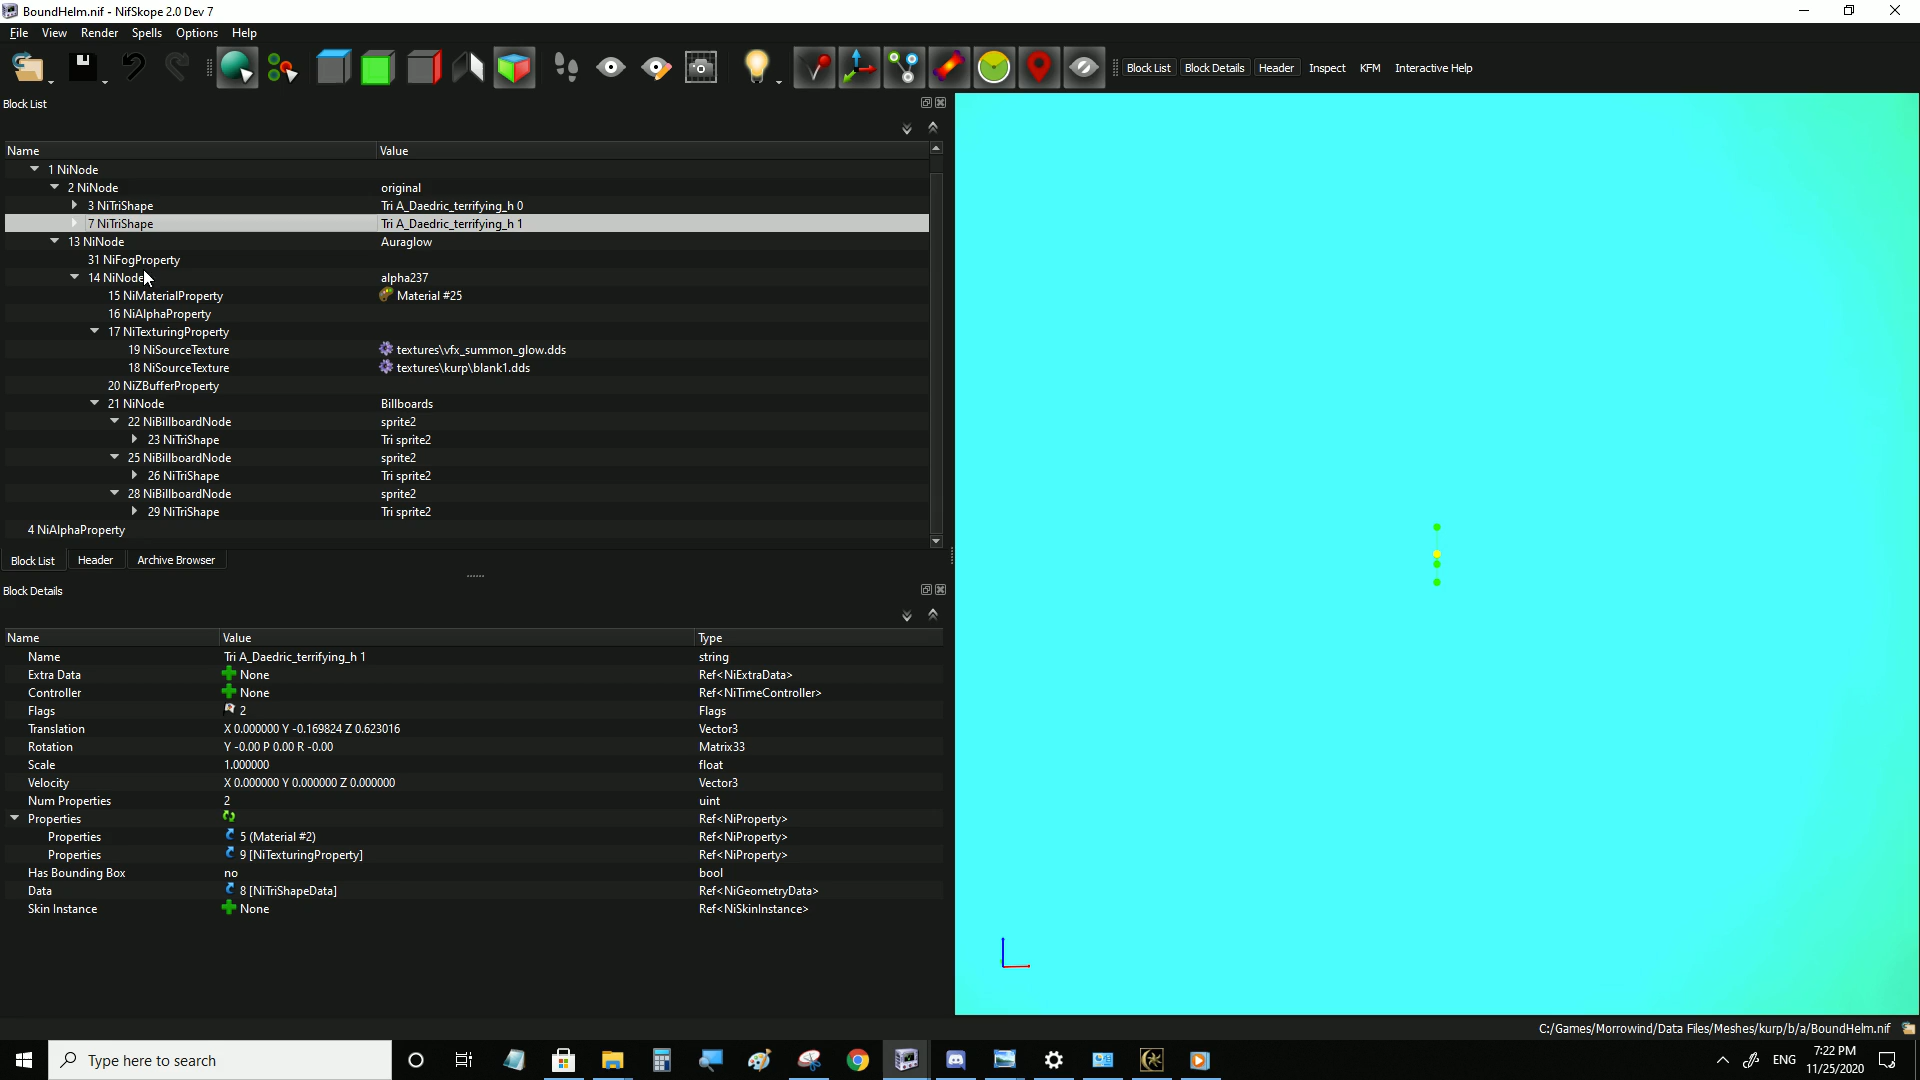 BoundHelm.nif - NifSkope 2.0 Dev 7
File View Render Spells Options Help
Block List Block Details Header Inspect KFM Interactive Help
Block List
Name Value
1 NiNode
2 NiNode original
3 NiTriShape Tri A_Daedric_terrifying_h 0
7 NiTriShape Tri A_Daedric_terrifying_h 1
13 NiNode Auraglow
31 NiFogProperty
14 NiNode alpha237
15 NiMaterialProperty Material #25
16 NiAlphaProperty
17 NiTexturingProperty
19 NiSourceTexture textures\vfx_summon_glow.dds
18 NiSourceTexture textures\kurp\blank1.dds
20 NiZBufferProperty
21 NiNode Billboards
22 NiBillboardNode sprite2
23 NiTriShape Tri sprite2
25 NiBillboardNode sprite2
26 NiTriShape Tri sprite2
28 NiBillboardNode sprite2
29 NiTriShape Tri sprite2
4 NiAlphaProperty
Block List Header Archive Browser
Block Details
Name Value Type
Name Tri A_Daedric_terrifying_h 1 string
Extra Data None Ref<NiExtraData>
Controller None Ref<NiTimeController>
Flags 2 Flags
Translation X 0.000000 Y -0.169824 Z 0.623016 Vector3
Rotation Y -0.00 P 0.00 R -0.00 Matrix33
Scale 1.000000 float
Velocity X 0.000000 Y 0.000000 Z 0.000000 Vector3
Num Properties 2 uint
Properties Ref<NiProperty>
Properties 5 (Material #2) Ref<NiProperty>
Properties 9 [NiTexturingProperty] Ref<NiProperty>
Has Bounding Box no bool
Data 8 [NiTriShapeData] Ref<NiGeometryData>
Skin Instance None Ref<NiSkinInstance>
C:/Games/Morrowind/Data Files/Meshes/kurp/b/a/BoundHelm.nif
Type here to search
ENG
7:22 PM
11/25/2020